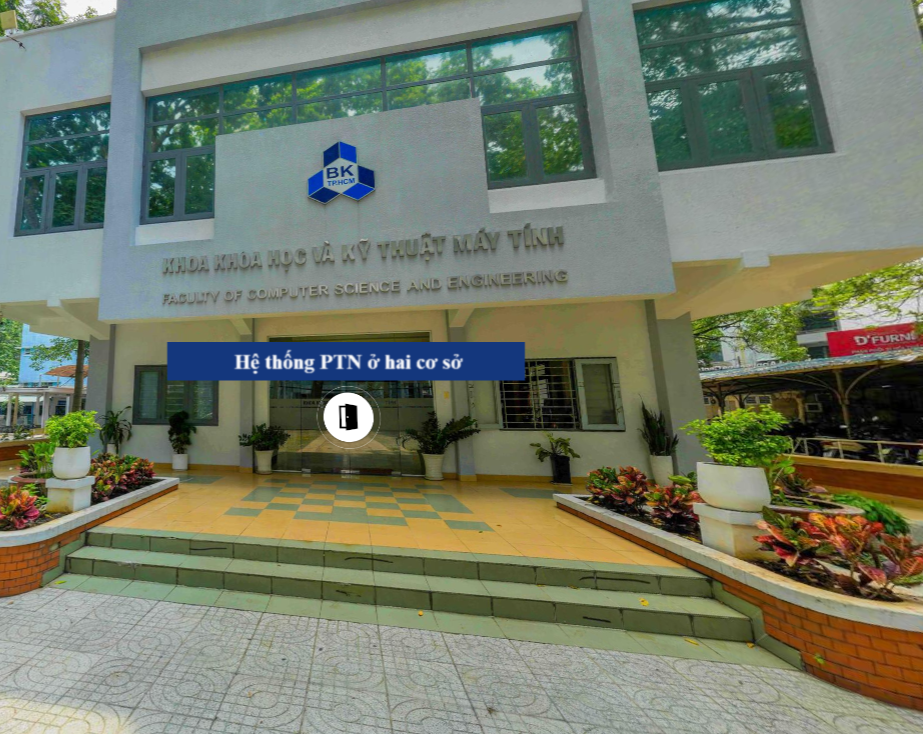 BK
TP.HCM
KHOA KHOA HỌC VÀ KỸ THUẬT MÁY TÍNH
FACULTY OF COMPUTER SCIENCE AND ENGINEERING
Hệ thống PTN ở hai cơ sở
D'FURNI